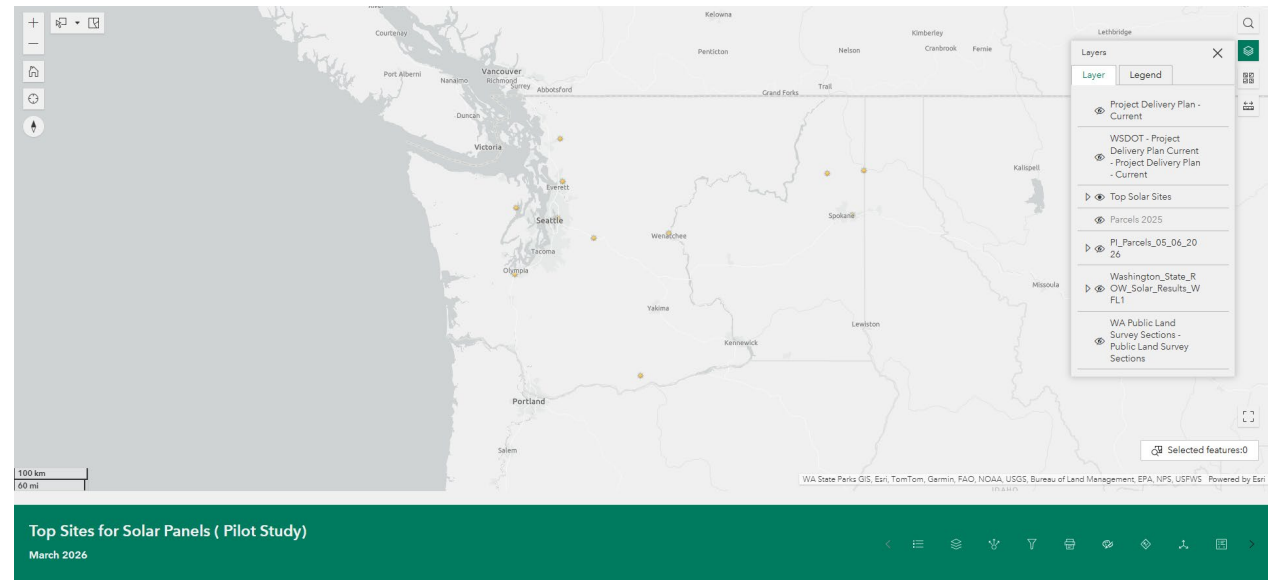 Kelowna
Courtenay
Kimberley
Lethbridge
Cranbrook
Fernie
Penticton
Nelson
Layers
Port Alberni
Nanaimo
Vancouver
Richmond
Surrey
Abbotsford
Layer
Legend
Trail
Grand Forks
Project Delivery Plan -
Current
Duncan
Victoria
WSDOT - Project
Delivery Plan Current
- Project Delivery Plan
- Current
Kalispell
Everett
Top Solar Sites
Seattle
Spokane
Parcels 2025
Wenatchee
Tacoma
PI_Parcels_05_06_20
26
Olympia
Missoula
Washington_State_R
OW_Solar_Results_W
FL1
Yakima
Lewiston
WA Public Land
Survey Sections -
Public Land Survey
Sections
Kennewick
Portland
Salem
Selected features:0
100 km
60 mi
WA State Parks GIS, Esri, TomTom, Garmin, FAO, NOAA, USGS, Bureau of Land Management, EPA, NPS, USFWS
Powered by Esri
IDAHO
Top Sites for Solar Panels ( Pilot Study)
March 2026